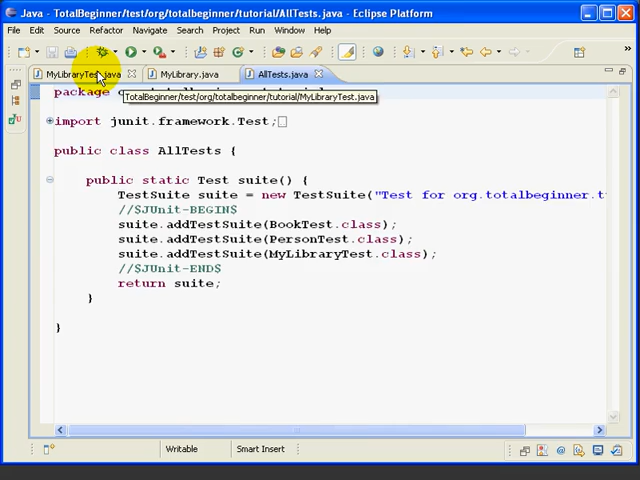 Java - TotalBeginner/test/org/totalbeginner/tutorial/AllTests.java - Eclipse Platform
File Edit Source Refactor Navigate Search Project Run Window Help
MyLibraryTest.java MyLibrary.java AllTests.java
package
TotalBeginner/test/org/totalbeginner/tutorial/MyLibraryTest.java
import junit.framework.Test;
public class AllTests {
public static Test suite() {
TestSuite suite = new TestSuite("Test for org.totalbeginner.tu
//$JUnit-BEGIN$
suite.addTestSuite(BookTest.class);
suite.addTestSuite(PersonTest.class);
suite.addTestSuite(MyLibraryTest.class);
//$JUnit-END$
return suite;
}
}
Writable Smart Insert